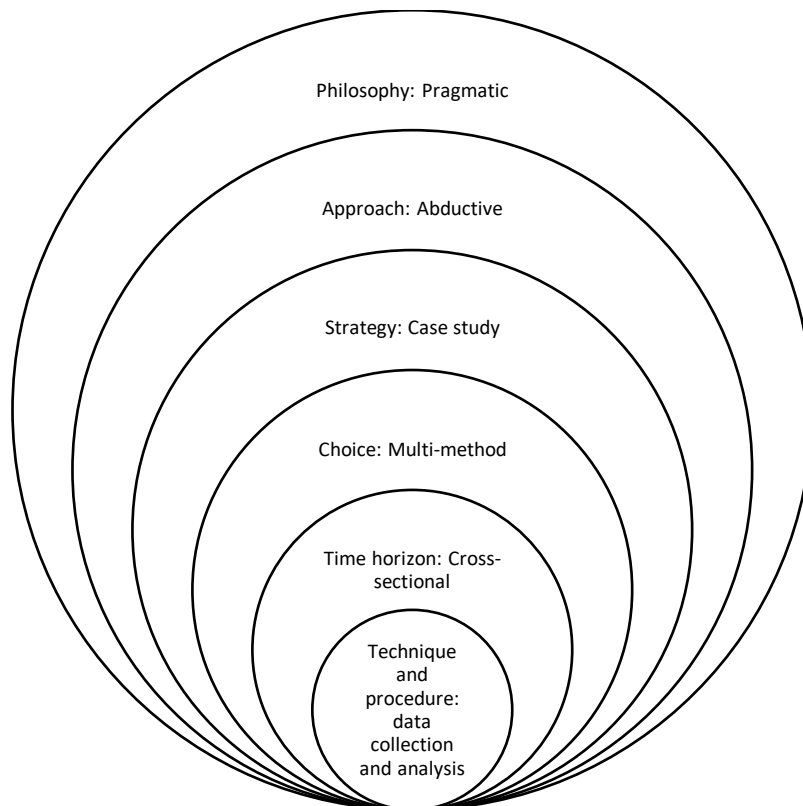 Philosophy: Pragmatic
Approach: Abductive
Strategy: Case study
Choice: Multi-method
Time horizon: Cross-
sectional
Technique
and
procedure:
data
collection
and analysis